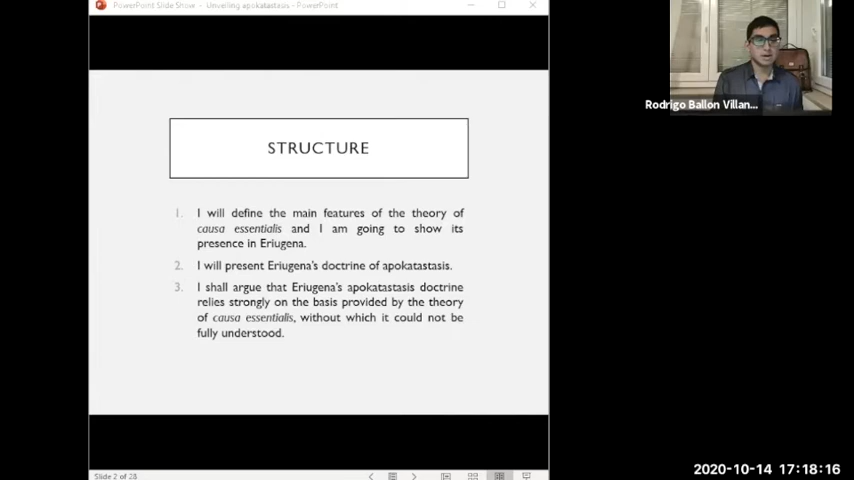 PowerPoint Slide Show - Unveiling apokatastasis - PowerPoint
Rodrigo Ballon Villan...
STRUCTURE
1. I will define the main features of the theory of
causa essentialis and I am going to show its
presence in Eriugena.
2. I will present Eriugena's doctrine of apokatastasis.
3. I shall argue that Eriugena's apokatastasis doctrine
relies strongly on the basis provided by the theory
of causa essentialis, without which it could not be
fully understood.
2020-10-14 17:18:16
Slide 2 of 28